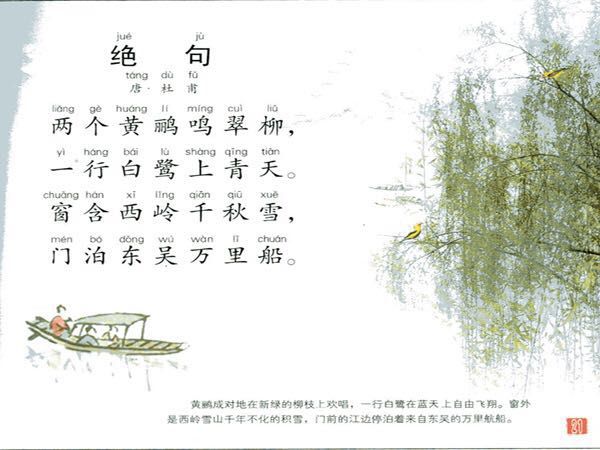 jué jù
绝 句
táng dù fǔ
唐·杜 甫
liǎng gè huáng lí míng cuì liǔ
两个黄鹂鸣翠柳，
yì háng bái lù shàng qīng tiān
一行白鹭上青天。
chuāng hán xī lǐng qiān qiū xuě
窗含西岭千秋雪，
mén bó dōng wú wàn lǐ chuán
门泊东吴万里船。
黄鹂成对地在新绿的柳枝上欢唱，一行白鹭在蓝天上自由飞翔。窗外
是西岭雪山千年不化的积雪，门前的江边停泊着来自东吴的万里航船。